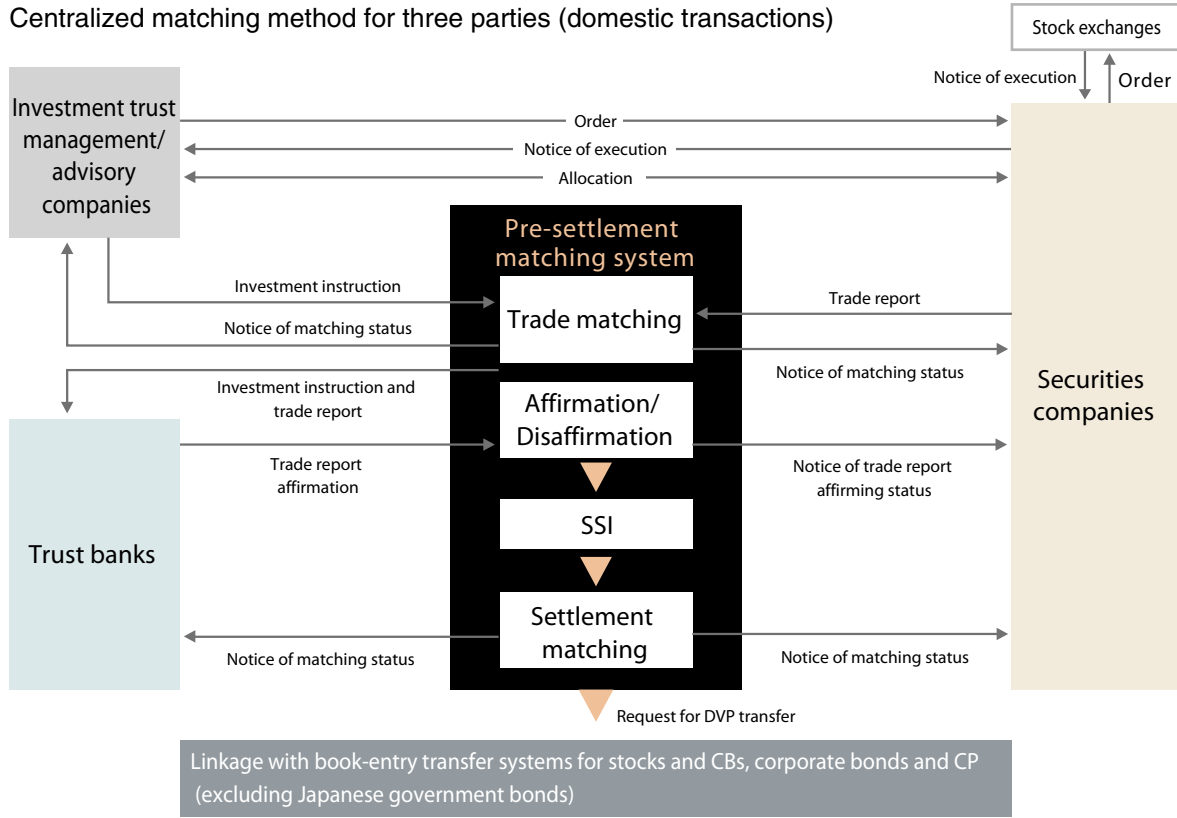 Centralized matching method for three parties (domestic transactions)
Stock exchanges
Notice of execution
Order
Investment trust
management/
advisory
companies
Order
Notice of execution
Allocation
Pre-settlement
matching system
Investment instruction
Trade matching
Trade report
Notice of matching status
Notice of matching status
Investment instruction and
trade report
Affirmation/
Disaffirmation
Securities
companies
Trade report
affirmation
Notice of trade report
affirming status
SSI
Trust banks
Settlement
matching
Notice of matching status
Notice of matching status
Request for DVP transfer
Linkage with book-entry transfer systems for stocks and CBs, corporate bonds and CP
(excluding Japanese government bonds)